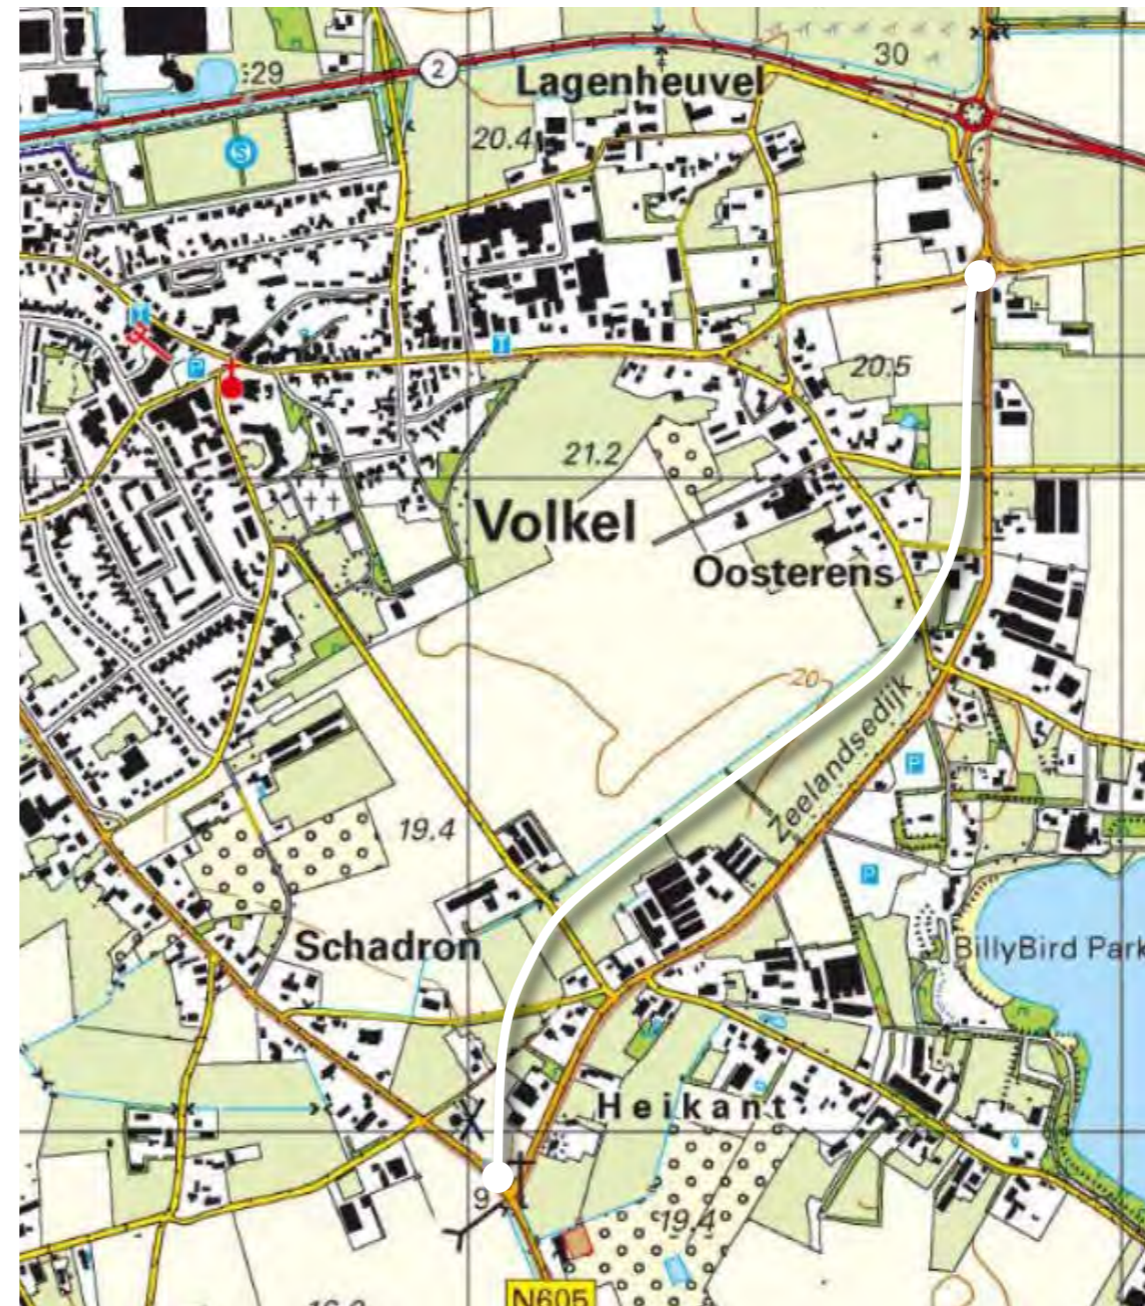 2
:29
30
Lagenheuvel
20.4
S
20.5
P
21.2
Volkel
Oosterens
20
Zeelandsedijk
P
19.4
P
Schadron
BillyBird Park
Heikant
9
19.4
N605